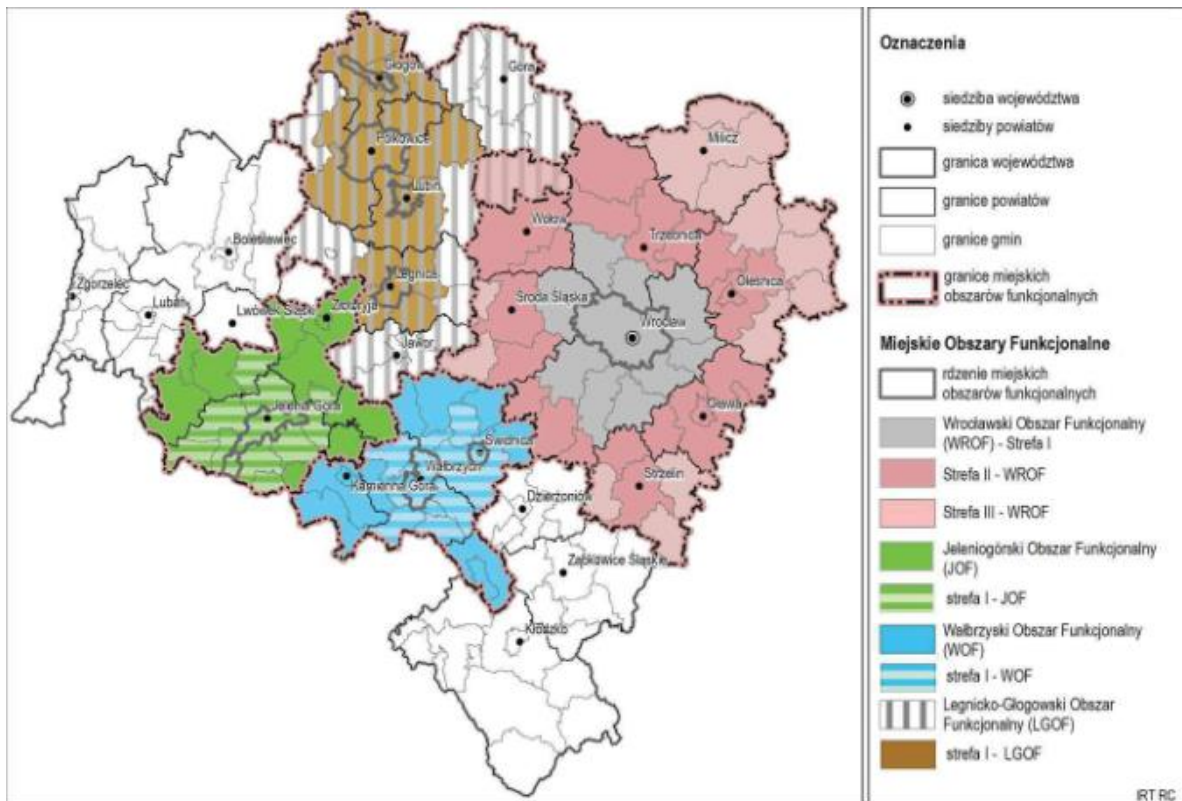 Głogów
Góra
Polkowice
Milicz
Lubin
Wołów
Trzebnica
Bolesławiec
Oleśnica
Zgorzelec
Legnica
Środa Śląska
Lubań
Lwówek Śląski
Złotoryja
Wrocław
Jawor
Jelenia Góra
Oława
Świdnica
Wałbrzych
Kamienna Góra
Strzelin
Dzierżoniów
Ząbkowice Śląskie
Kłodzko
Oznaczenia
siedziba województwa
siedziby powiatów
granica województwa
granice powiatów
granice gmin
granice miejskich
obszarów funkcjonalnych
Miejskie Obszary Funkcjonalne
rdzenie miejskich
obszarów funkcjonalnych
Wrocławski Obszar Funkcjonalny
(WROF) - Strefa I
Strefa II - WROF
Strefa III - WROF
Jeleniogórski Obszar Funkcjonalny
(JOF)
strefa I - JOF
Wałbrzyski Obszar Funkcjonalny
(WOF)
strefa I - WOF
Legnicko-Głogowski Obszar
Funkcjonalny (LGOF)
strefa I - LGOF
IRT RC